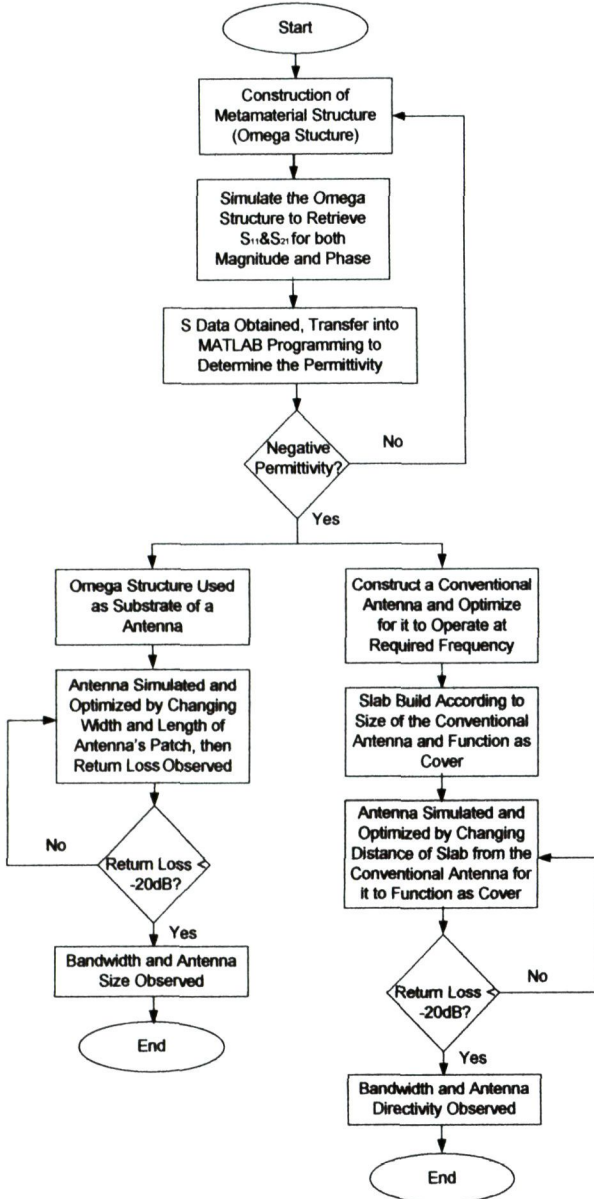 Start
Construction of
Metamaterial Structure
(Omega Stucture)
Simulate the Omega
Structure to Retrieve
S₁₁&S₂₁ for both
Magnitude and Phase
S Data Obtained, Transfer into
MATLAB Programming to
Determine the Permittivity
Negative
Permittivity?
No
Yes
Omega Structure Used
as Substrate of a
Antenna
Antenna Simulated and
Optimized by Changing
Width and Length of
Antenna's Patch, then
Return Loss Observed
No
Return Loss <
-20dB?
Yes
Bandwidth and Antenna
Size Observed
End
Construct a Conventional
Antenna and Optimize
for it to Operate at
Required Frequency
Slab Build According to
Size of the Conventional
Antenna and Function as
Cover
Antenna Simulated and
Optimized by Changing
Distance of Slab from the
Conventional Antenna for
it to Function as Cover
No
Return Loss <
-20dB?
Yes
Bandwidth and Antenna
Directivity Observed
End